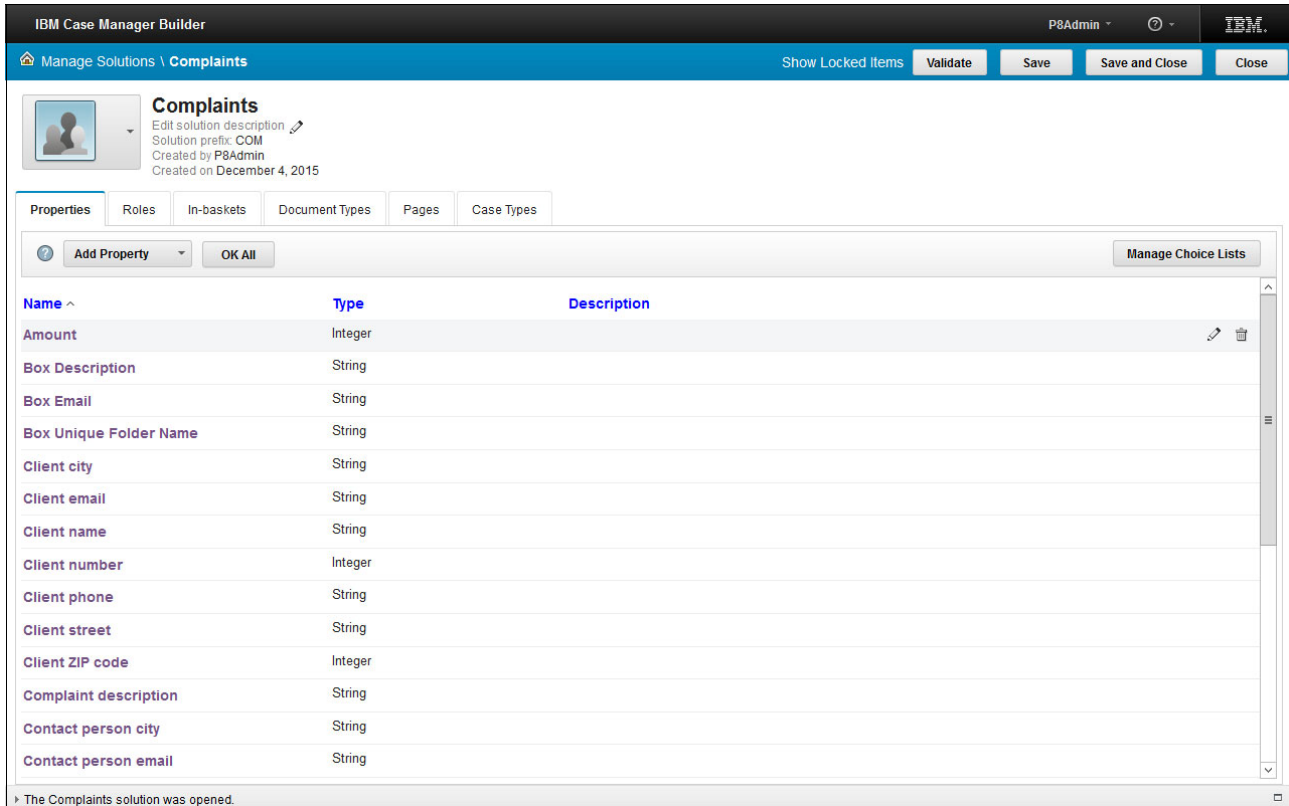 IBM Case Manager Builder P8Admin IBM.
Manage Solutions \ Complaints Show Locked Items Validate Save Save and Close Close
Complaints
Edit solution description
Solution prefix: COM
Created by P8Admin
Created on December 4, 2015
Properties Roles In-baskets Document Types Pages Case Types
Add Property OK All Manage Choice Lists
Name Type Description
Amount Integer
Box Description String
Box Email String
Box Unique Folder Name String
Client city String
Client email String
Client name String
Client number Integer
Client phone String
Client street String
Client ZIP code Integer
Complaint description String
Contact person city String
Contact person email String
The Complaints solution was opened.